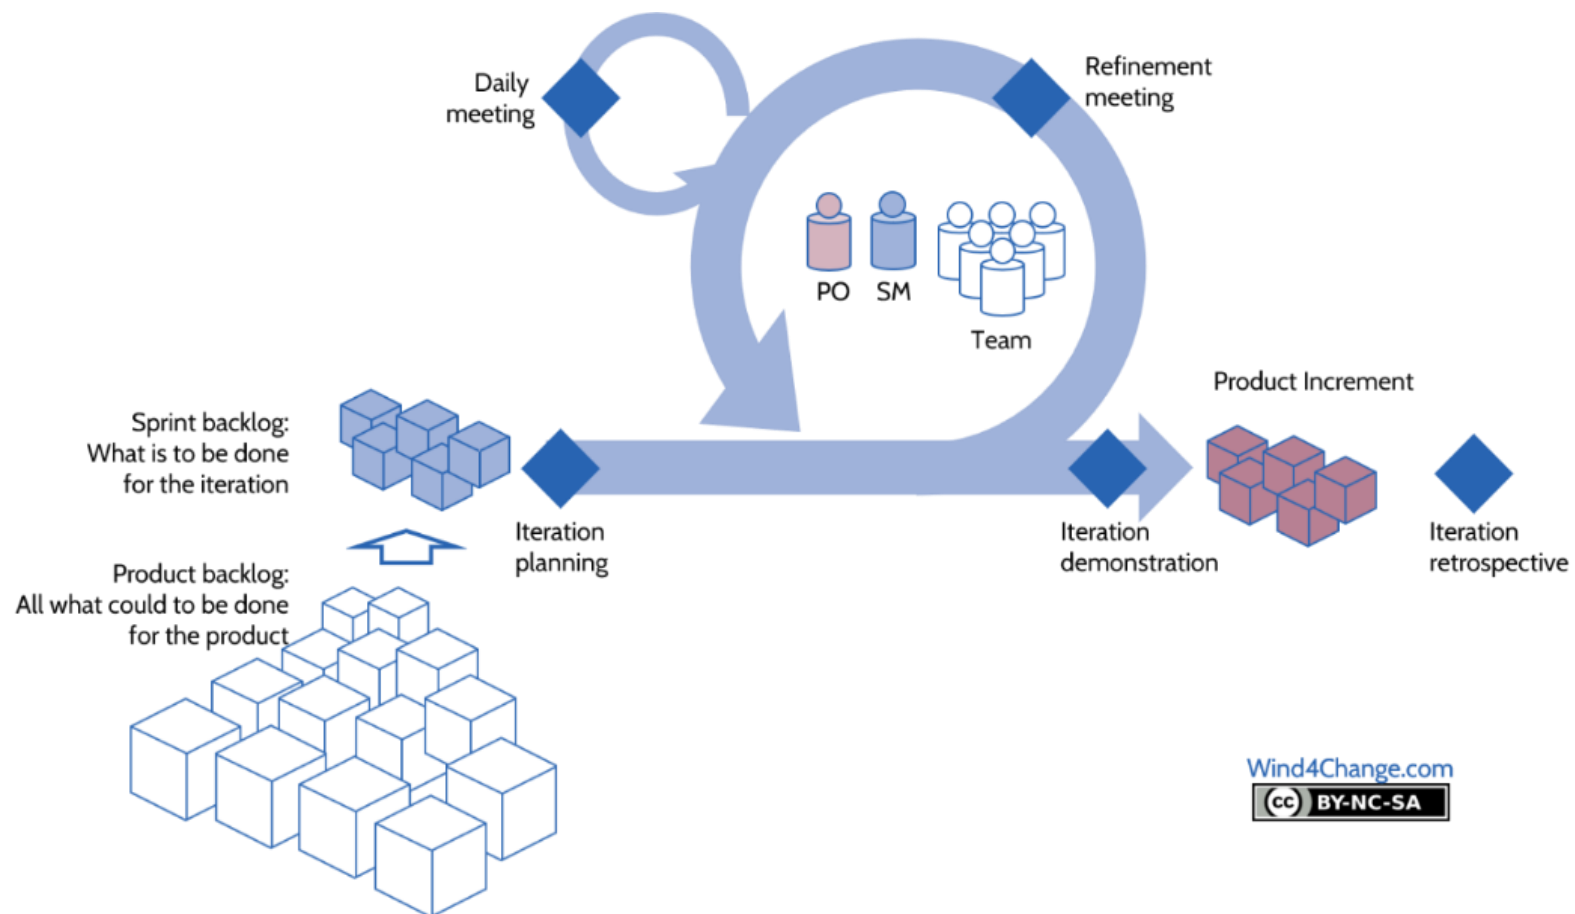 Daily
meeting
Refinement
meeting
PO
SM
Team
Product Increment
Sprint backlog:
What is to be done
for the iteration
Iteration
planning
Iteration
demonstration
Iteration
retrospective
Product backlog:
All what could to be done
for the product
Wind4Change.com
cc BY-NC-SA